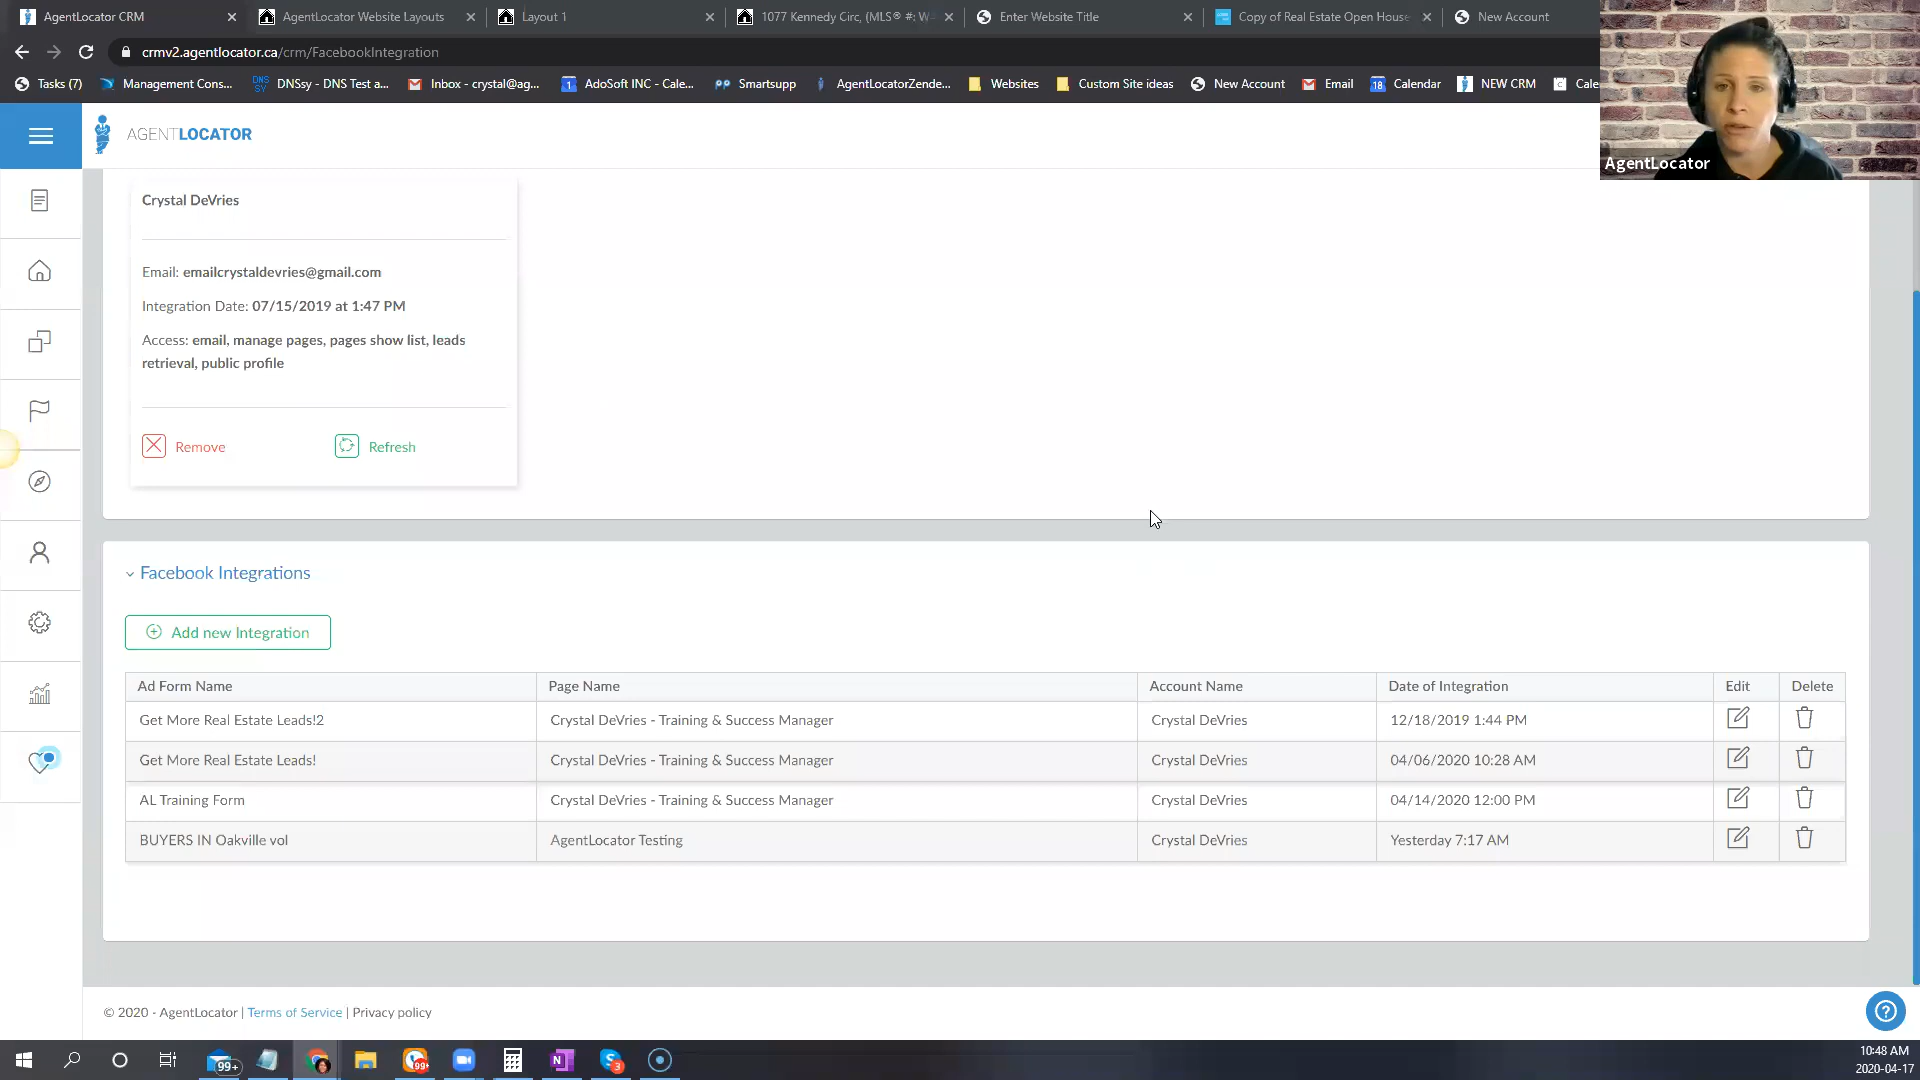 AgentLocator CRM
AgentLocator Website Layouts
Layout 1
1077 Kennedy Circ, (MLS® #: W
Enter Website Title
Copy of Real Estate Open House
New Account
crmv2.agentlocator.ca/crm/FacebookIntegration
Tasks (7)
Management Cons...
DNSsy - DNS Test a...
Inbox - crystal@ag...
AdoSoft INC - Cale...
Smartsupp
AgentLocatorZende...
Websites
Custom Site ideas
New Account
Email
Calendar
NEW CRM
Cale
AGENTLOCATOR
AgentLocator
Crystal DeVries
Email: emailcrystaldevries@gmail.com
Integration Date: 07/15/2019 at 1:47 PM
Access: email, manage pages, pages show list, leads
retrieval, public profile
Remove
Refresh
Facebook Integrations
Add new Integration
Ad Form Name Page Name Account Name Date of Integration Edit Delete
Get More Real Estate Leads!2 Crystal DeVries - Training & Success Manager Crystal DeVries 12/18/2019 1:44 PM
Get More Real Estate Leads! Crystal DeVries - Training & Success Manager Crystal DeVries 04/06/2020 10:28 AM
AL Training Form Crystal DeVries - Training & Success Manager Crystal DeVries 04/14/2020 12:00 PM
BUYERS IN Oakville vol AgentLocator Testing Crystal DeVries Yesterday 7:17 AM
© 2020 - AgentLocator | Terms of Service | Privacy policy
99+
99+
3
10:48 AM
2020-04-17